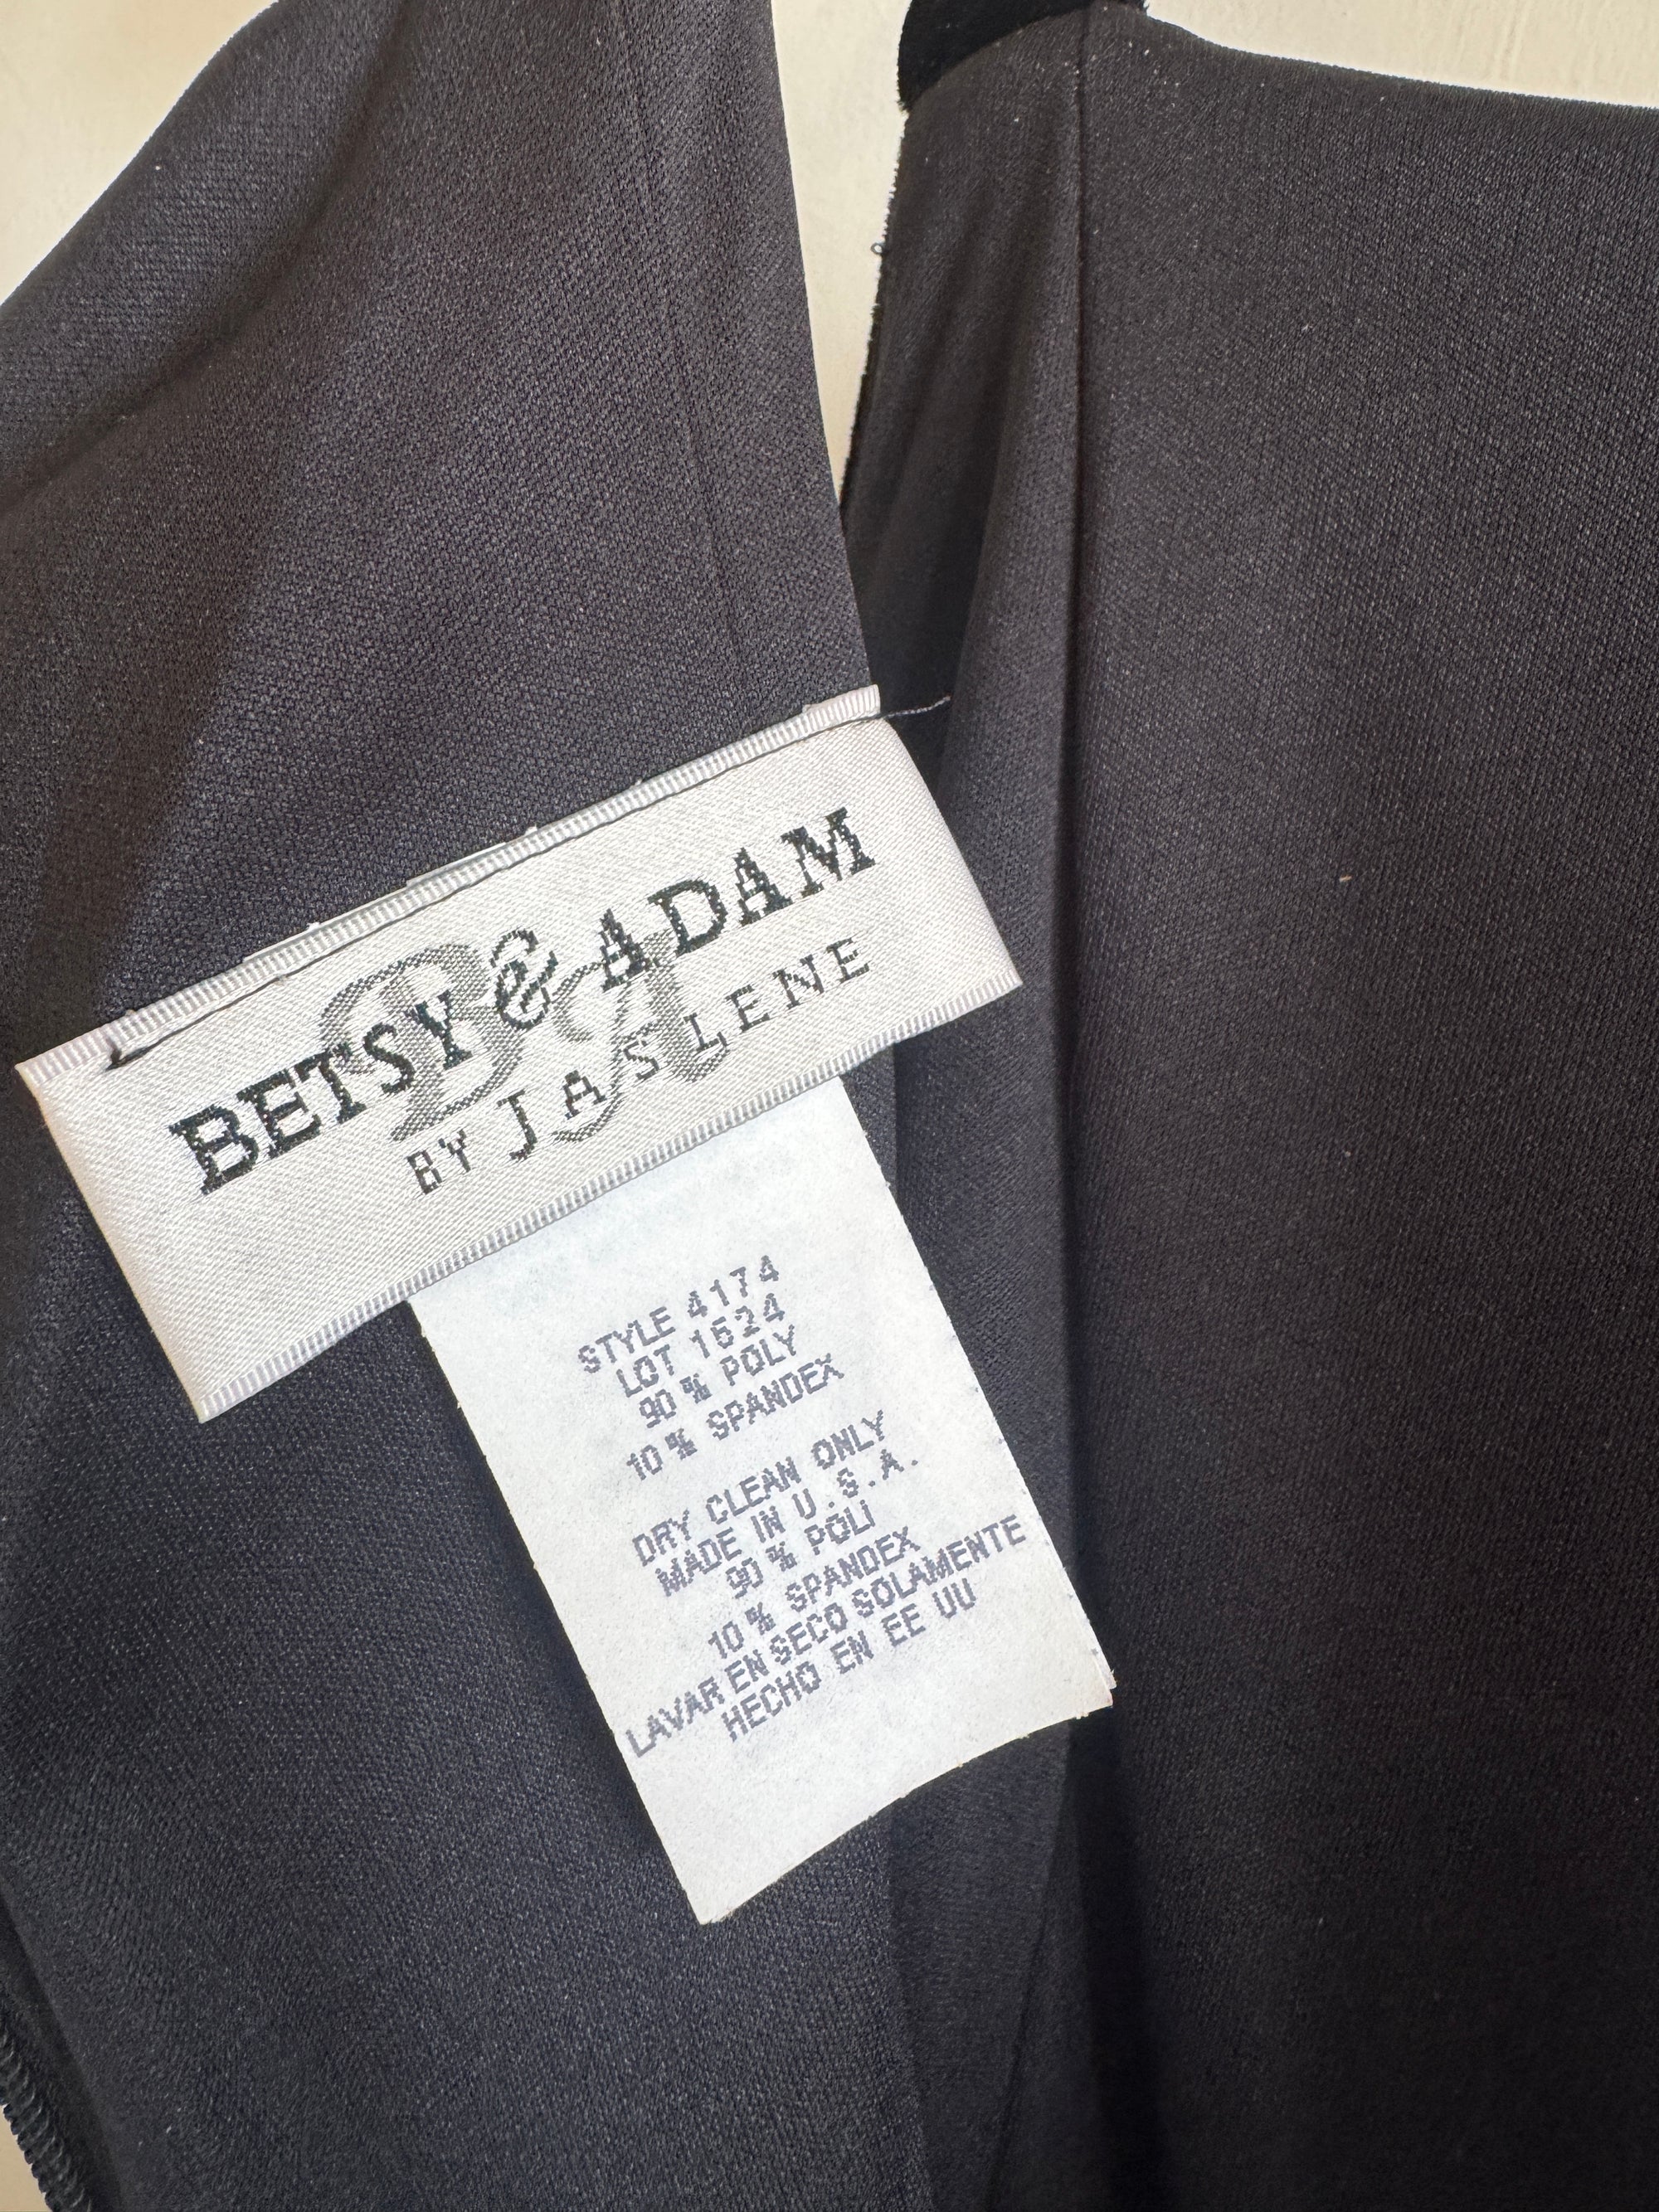 BETSY & ADAM
B&A
BY JASLENE
STYLE 4174
LOT 1624
90% POLY
10% SPANDEX
DRY CLEAN ONLY
MADE IN U.S.A.
90% POLI
10% SPANDEX
LAVAR EN SECO SOLAMENTE
HECHO EN EE UU